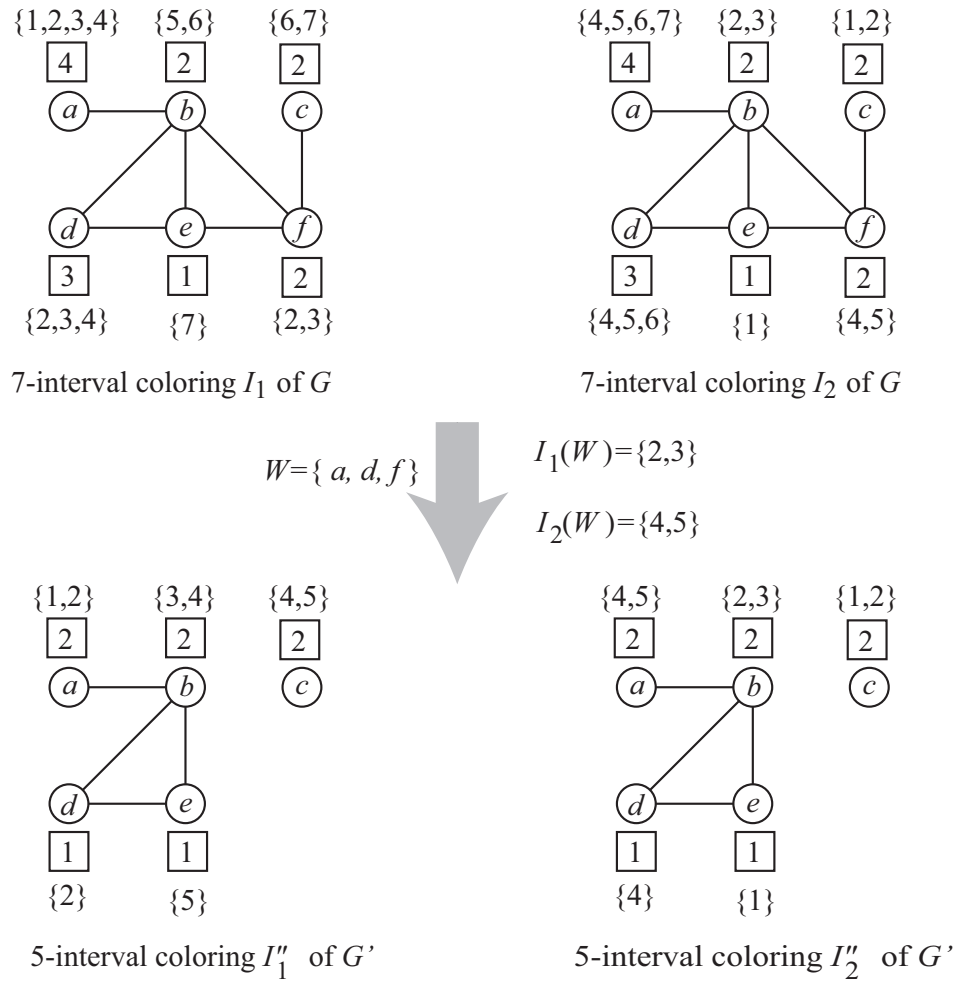 {1,2,3,4} {5,6} {6,7} {4,5,6,7} {2,3} {1,2}
4 2 2 4 2 2
a b c a b c
d e f d e f
3 1 2 3 1 2
{2,3,4} {7} {2,3} {4,5,6} {1} {4,5}
7-interval coloring I1 of G 7-interval coloring I2 of G
W={ a, d, f } I1(W )={2,3}
I2(W )={4,5}
{1,2} {3,4} {4,5} {4,5} {2,3} {1,2}
2 2 2 2 2 2
a b c a b c
d e d e
1 1 1 1
{2} {5} {4} {1}
5-interval coloring I″1 of G’ 5-interval coloring I″2 of G’